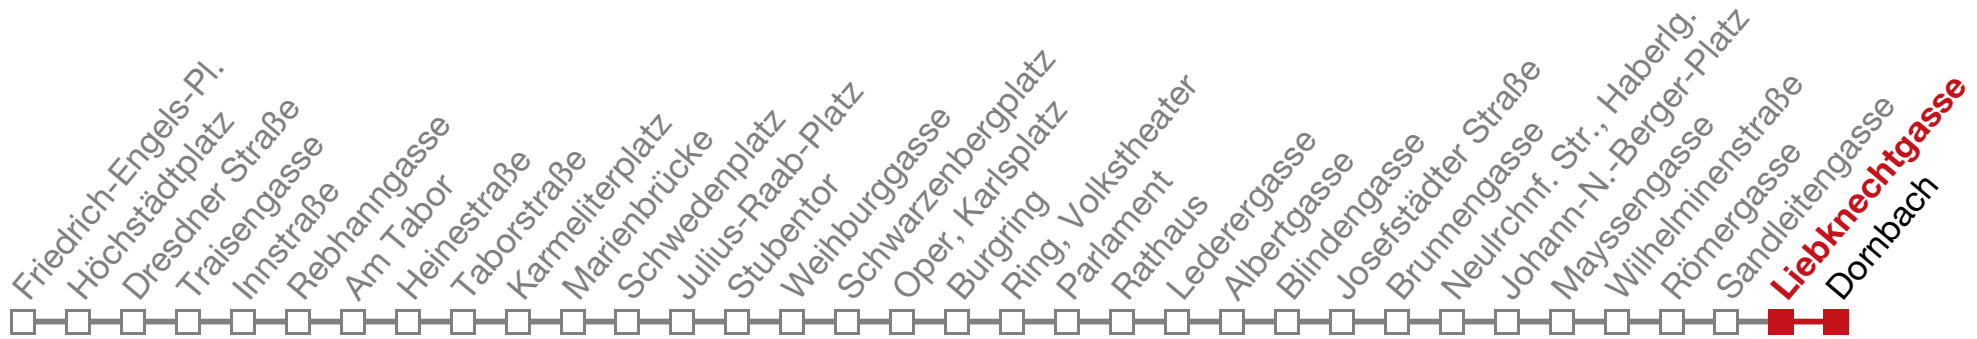 Friedrich-Engels-Pl.
Höchstädtplatz
Dresdner Straße
Traisengasse
Innstraße
Rebhanngasse
Am Tabor
Heinestraße
Taborstraße
Karmeliterplatz
Marienbrücke
Schwedenplatz
Julius-Raab-Platz
Stubentor
Weihburggasse
Schwarzenbergplatz
Oper, Karlsplatz
Burgring
Ring, Volkstheater
Parlament
Rathaus
Lederergasse
Albertgasse
Blindengasse
Josefstädter Straße
Brunnengasse
Neulrchnf. Str., Haberlg.
Johann-N.-Berger-Platz
Mayssengasse
Wilhelminenstraße
Römergasse
Sandleitengasse
Liebknechtgasse
Dornbach